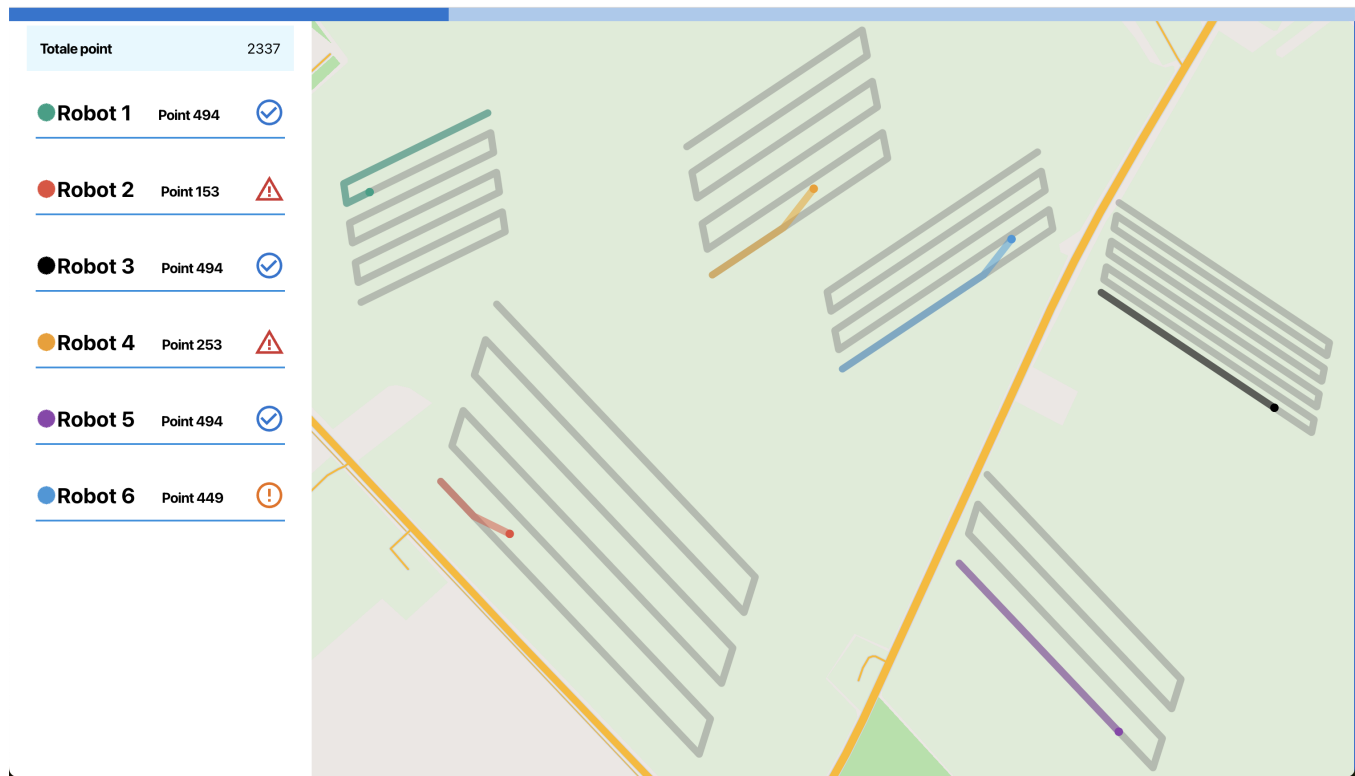 Totale point 2337
Robot 1 Point 494
Robot 2 Point 153
Robot 3 Point 494
Robot 4 Point 253
Robot 5 Point 494
Robot 6 Point 449